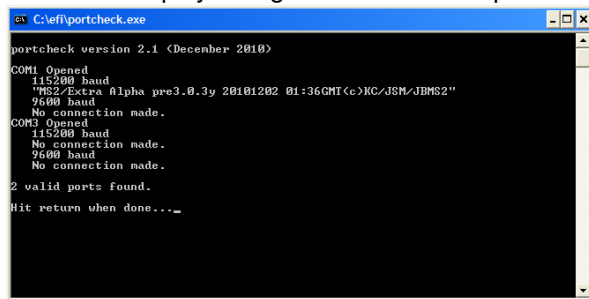 C:\efi\portcheck.exe
portcheck version 2.1 (December 2010)
COM1 Opened
115200 baud
"MS2/Extra Alpha pre3.0.3y 20101202 01:36GMT(c)KC/JSM/JBMS2"
9600 baud
No connection made.
COM3 Opened
115200 baud
No connection made.
9600 baud
No connection made.
2 valid ports found.
Hit return when done..._